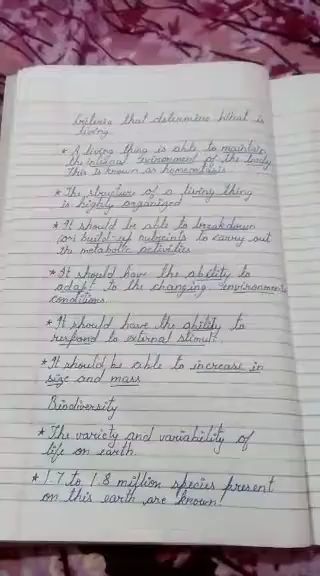 Criteria that determine What is
living
* A living thing is able to maintain
the internal environment of the body
This is known as homeostasis
* The structure of a living thing
is highly organized
* It should be able to breakdown
or build up nutrients to carry out
the metabolic activities
* It should have the ability to
adapt to the changing environmental
conditions
* It should have the ability to
respond to external stimuli
* It should be able to increase in
size and mass
Biodiversity
* The variety and variability of
life on earth.
* 1.7 to 1.8 million species present
on this earth are known!